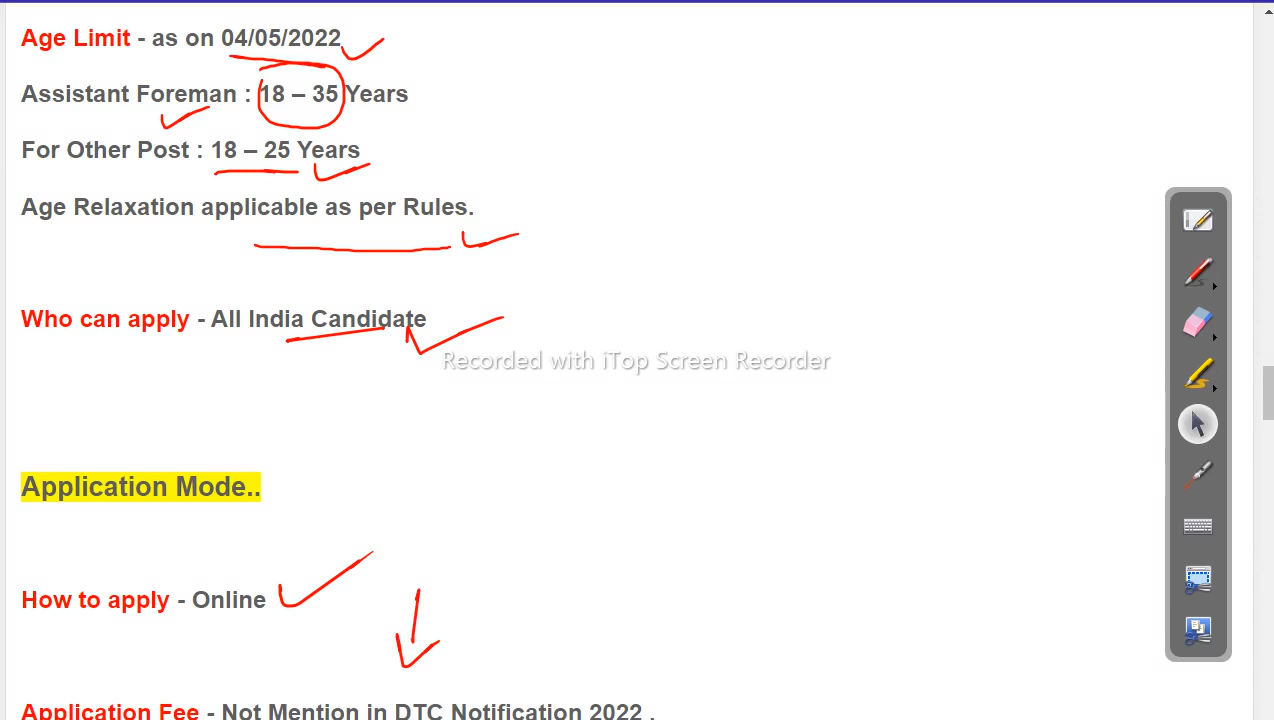 Age Limit - as on 04/05/2022
Assistant Foreman : 18 – 35 Years
For Other Post : 18 – 25 Years
Age Relaxation applicable as per Rules.
Who can apply - All India Candidate
Recorded with iTop Screen Recorder
Application Mode..
How to apply - Online
Application Fee - Not Mention in DTC Notification 2022 .